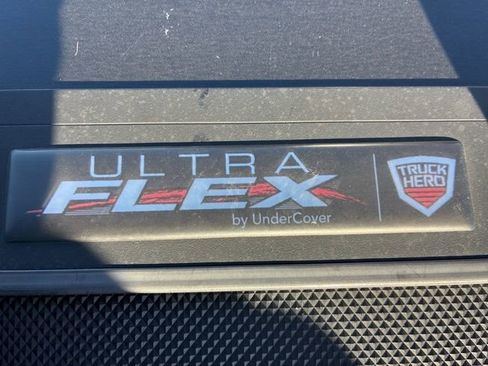 ULTRA
FLEX
by UnderCover
TRUCK
HERO